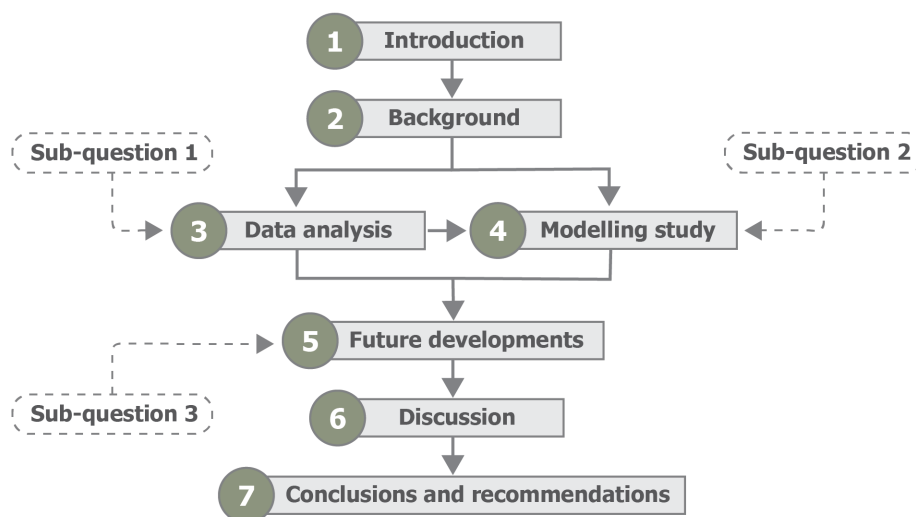 1 Introduction
2 Background
Sub-question 1
Sub-question 2
3 Data analysis
4 Modelling study
5 Future developments
Sub-question 3
6 Discussion
7 Conclusions and recommendations